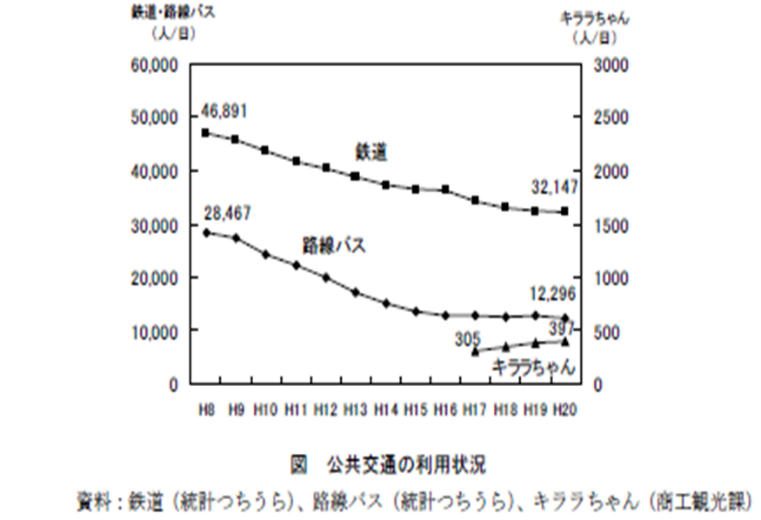 鉄道・路線バス
(人/日)
キララちゃん
(人/日)
60,000
50,000
40,000
30,000
20,000
10,000
0
3000
2500
2000
1500
1000
500
0
46,891
鉄道
32,147
28,467
路線バス
12,296
305
397
キララちゃん
H8 H9 H10 H11 H12 H13 H14 H15 H16 H17 H18 H19 H20
図 公共交通の利用状況
資料:鉄道(統計つちうら)、路線バス(統計つちうら)、キララちゃん(商工観光課)